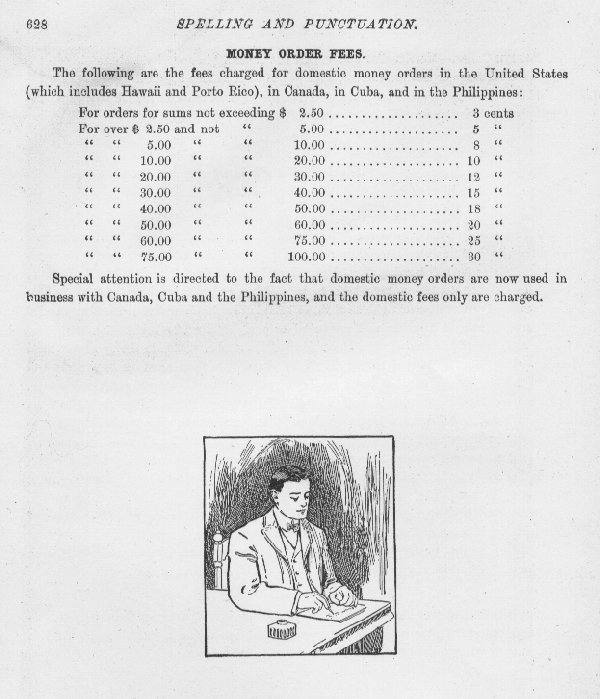 628 SPELLING AND PUNCTUATION.
MONEY ORDER FEES.
The following are the fees charged for domestic money orders in the United States
(which includes Hawaii and Porto Rico), in Canada, in Cuba, and in the Philippines:
For orders for sums not exceeding $ 2.50 .................... 3 cents
For over $ 2.50 and not “ 5.00 .................... 5 “
“ “ 5.00 “ “ 10.00 .................... 8 “
“ “ 10.00 “ “ 20.00 .................... 10 “
“ “ 20.00 “ “ 30.00 .................... 12 “
“ “ 30.00 “ “ 40.00 .................... 15 “
“ “ 40.00 “ “ 50.00 .................... 18 “
“ “ 50.00 “ “ 60.00 .................... 20 “
“ “ 60.00 “ “ 75.00 .................... 25 “
“ “ 75.00 “ “ 100.00 .................... 30 “
Special attention is directed to the fact that domestic money orders are now used in
business with Canada, Cuba and the Philippines, and the domestic fees only are charged.